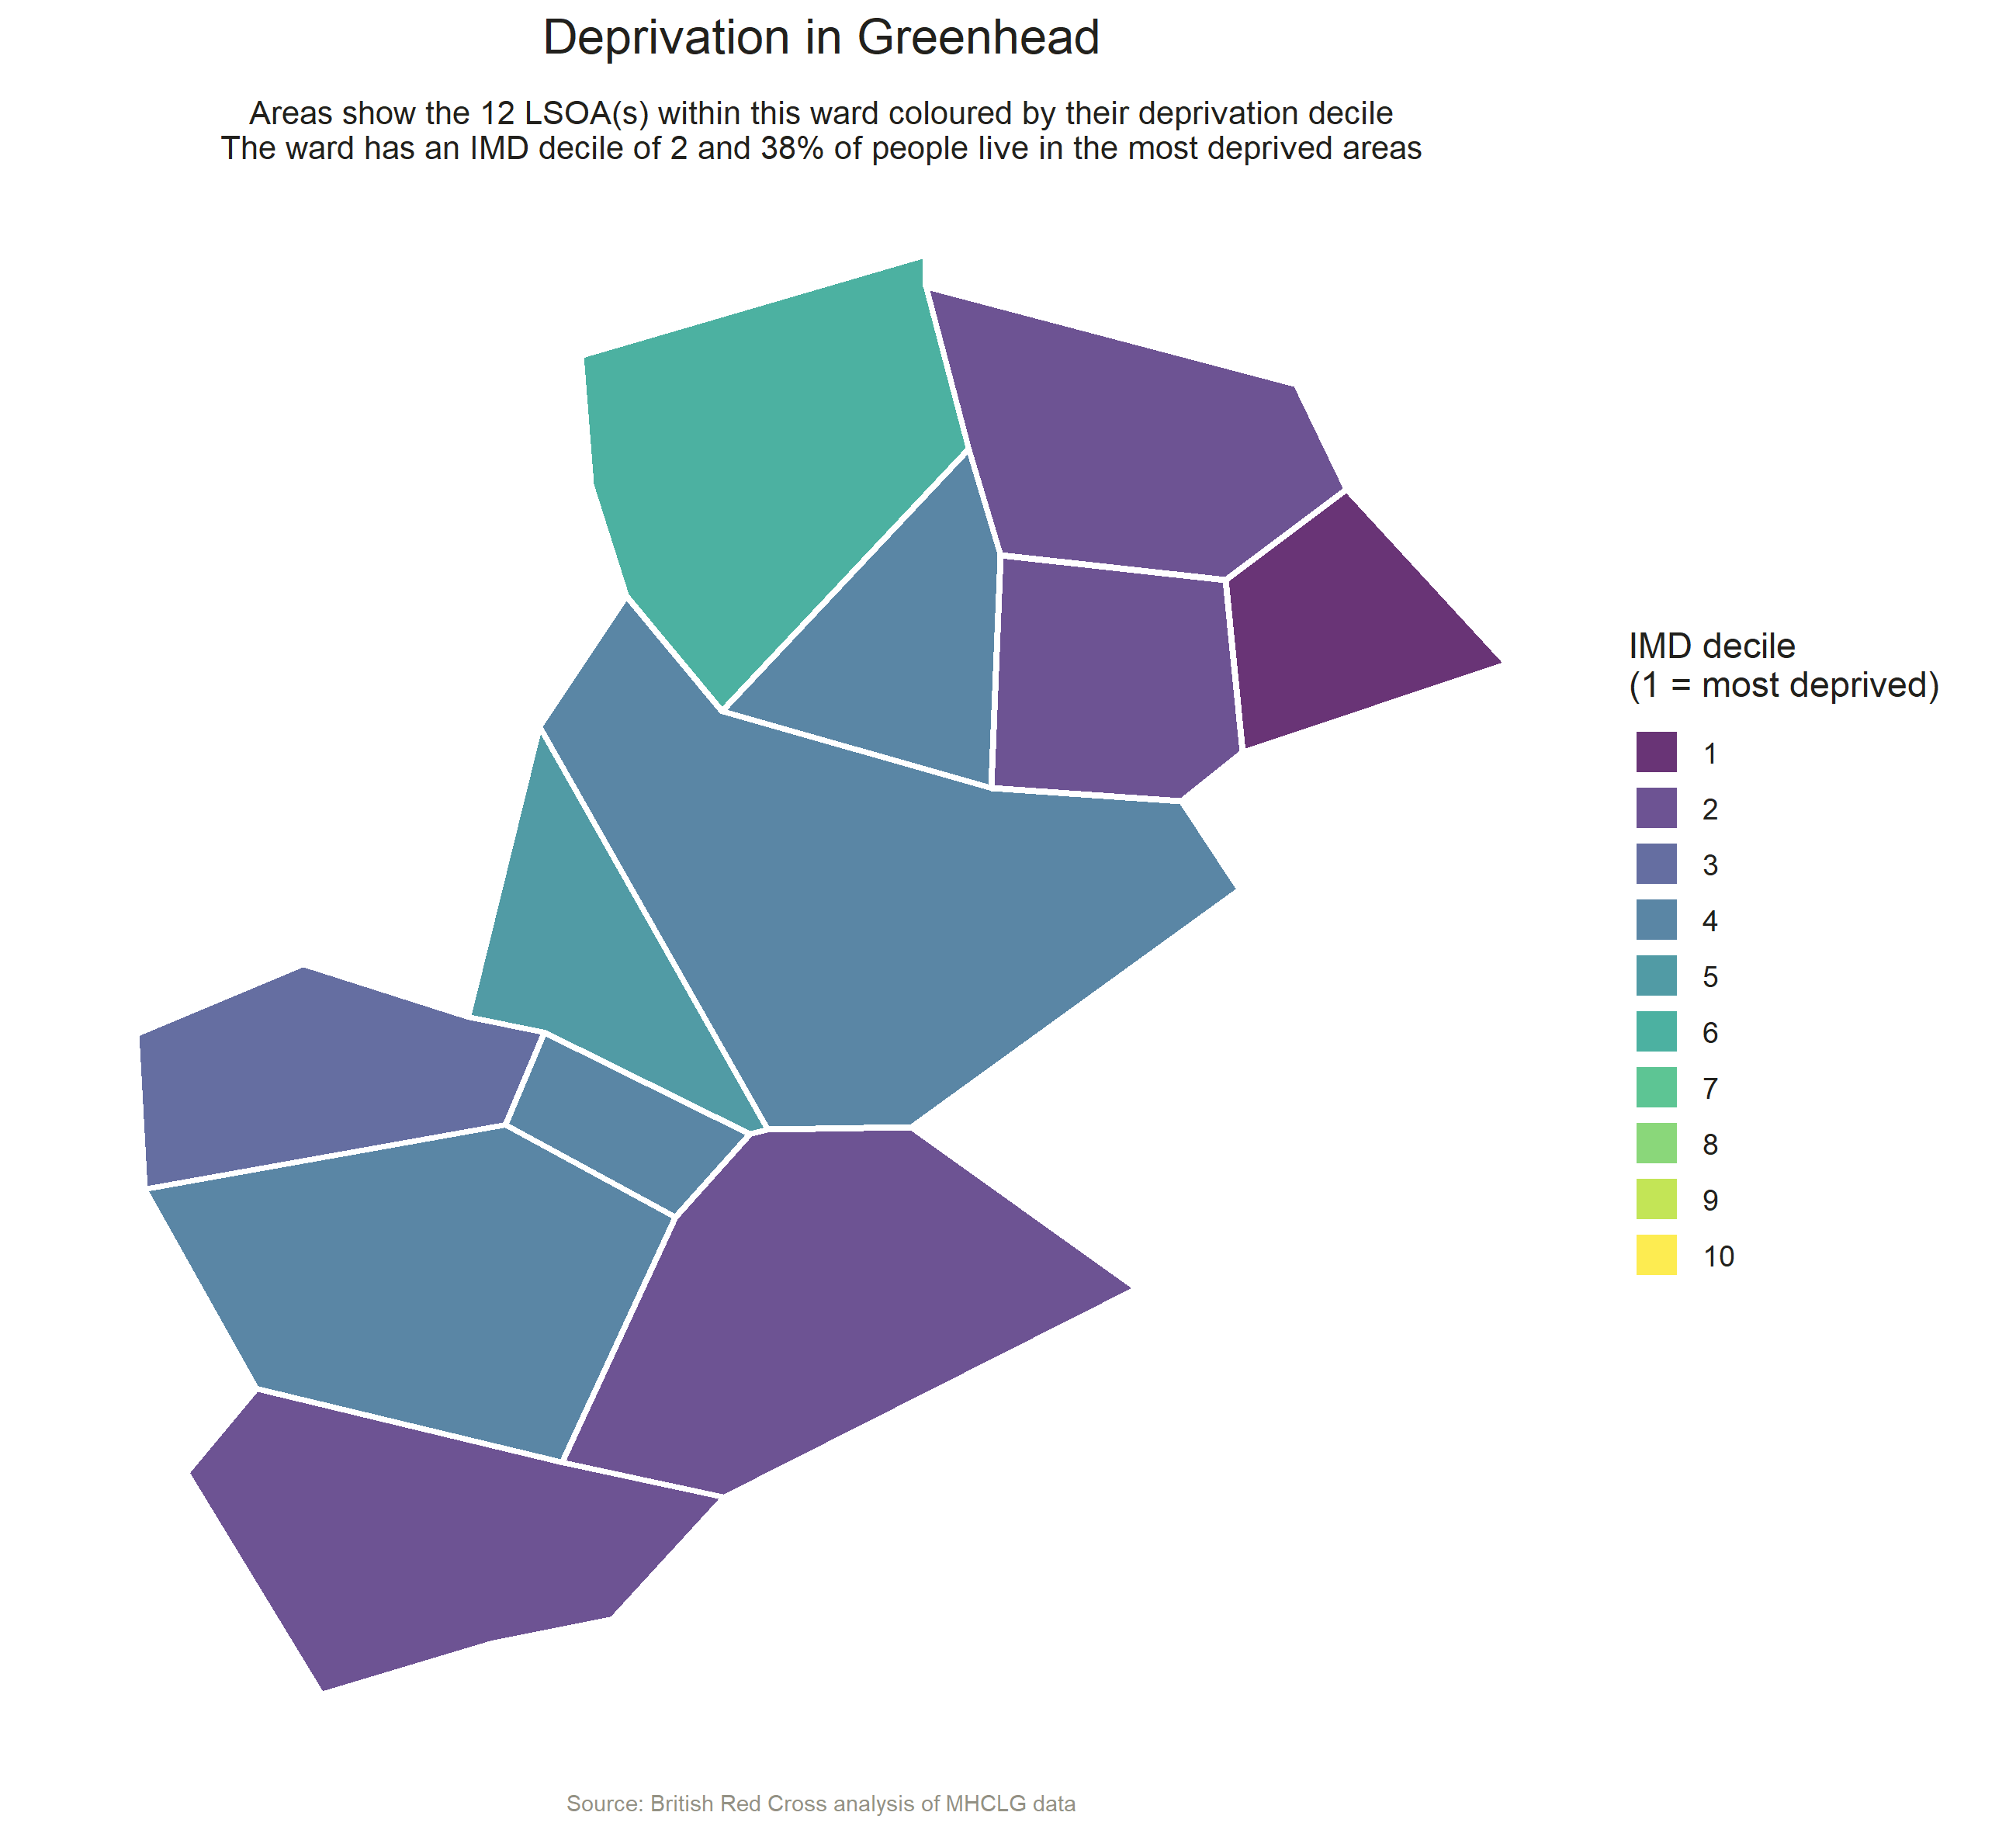 Deprivation in Greenhead
Areas show the 12 LSOA(s) within this ward coloured by their deprivation decile
The ward has an IMD decile of 2 and 38% of people live in the most deprived areas
IMD decile
(1 = most deprived)
1
2
3
4
5
6
7
8
9
10
Source: British Red Cross analysis of MHCLG data